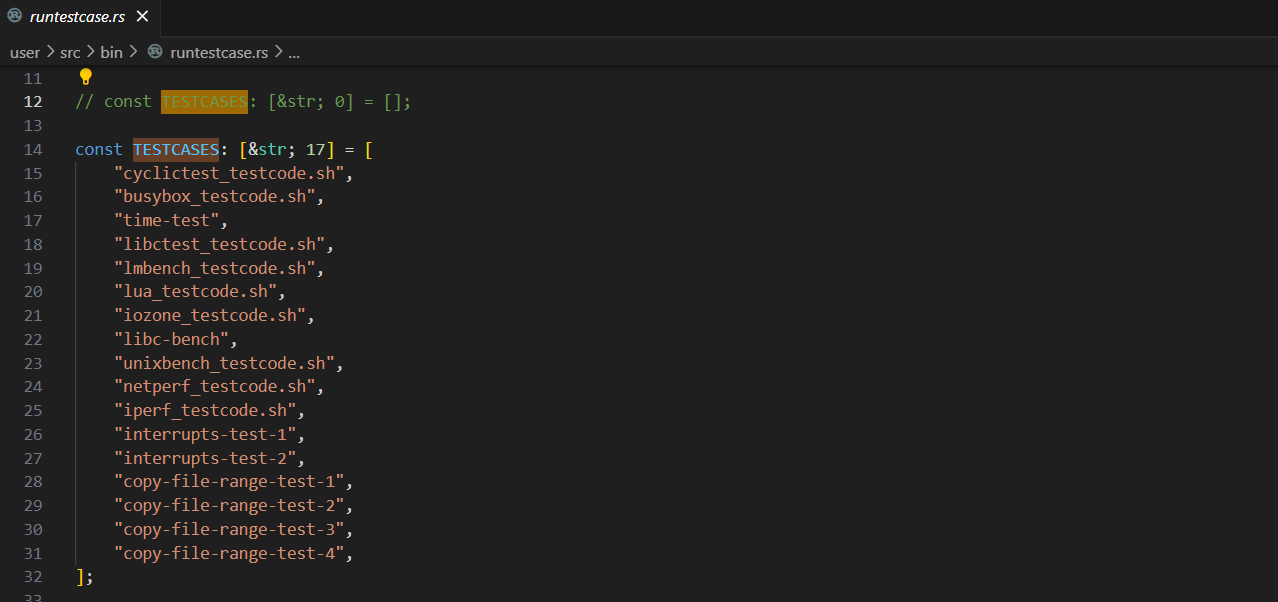 runtestcase.rs
user > src > bin > runtestcase.rs > ...
11
12 // const TESTCASES: [&str; 0] = [];
13
14 const TESTCASES: [&str; 17] = [
15 "cyclictest_testcode.sh",
16 "busybox_testcode.sh",
17 "time-test",
18 "libctest_testcode.sh",
19 "lmbench_testcode.sh",
20 "lua_testcode.sh",
21 "iozone_testcode.sh",
22 "libc-bench",
23 "unixbench_testcode.sh",
24 "netperf_testcode.sh",
25 "iperf_testcode.sh",
26 "interrupts-test-1",
27 "interrupts-test-2",
28 "copy-file-range-test-1",
29 "copy-file-range-test-2",
30 "copy-file-range-test-3",
31 "copy-file-range-test-4",
32 ];
33